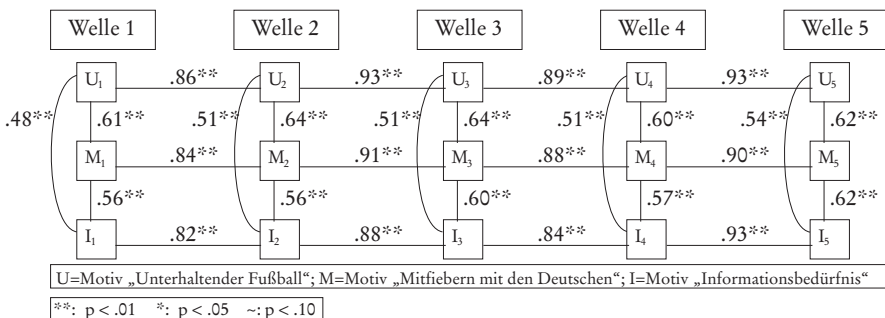 Welle 1 Welle 2 Welle 3 Welle 4 Welle 5
U₁ .86** U₂ .93** U₃ .89** U₄ .93** U₅
.48** .61** .51** .64** .51** .64** .51** .60** .54** .62**
M₁ .84** M₂ .91** M₃ .88** M₄ .90** M₅
.56** .56** .60** .57** .62**
I₁ .82** I₂ .88** I₃ .84** I₄ .93** I₅
U=Motiv „Unterhaltender Fußball“; M=Motiv „Mitfiebern mit den Deutschen“; I=Motiv „Informationsbedürfnis“
**: p < .01 *: p < .05 ~: p < .10